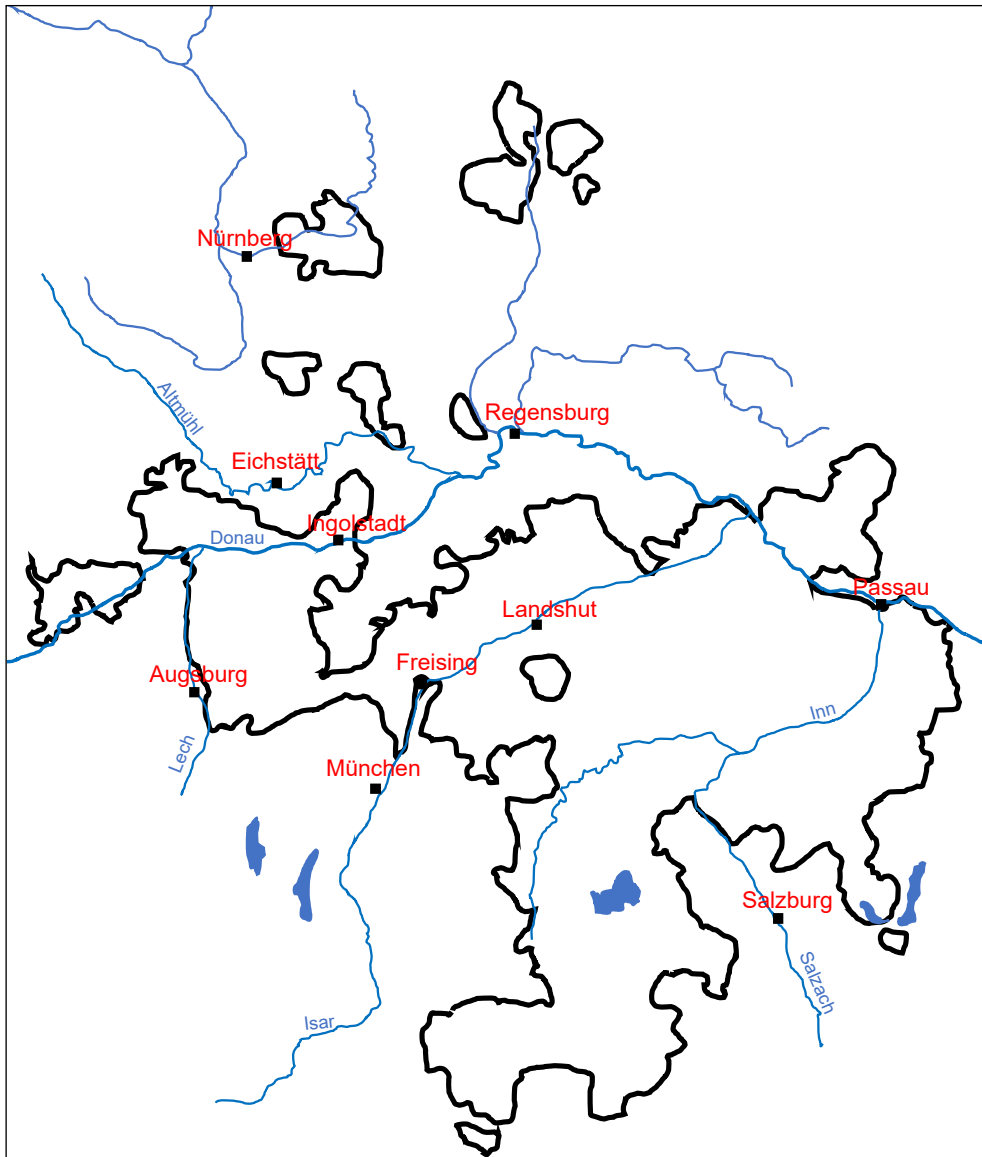 Nürnberg
Altmühl
Regensburg
Eichstätt
Ingolstadt
Donau
Passau
Landshut
Freising
Augsburg
Inn
Lech
München
Salzburg
Salzach
Isar